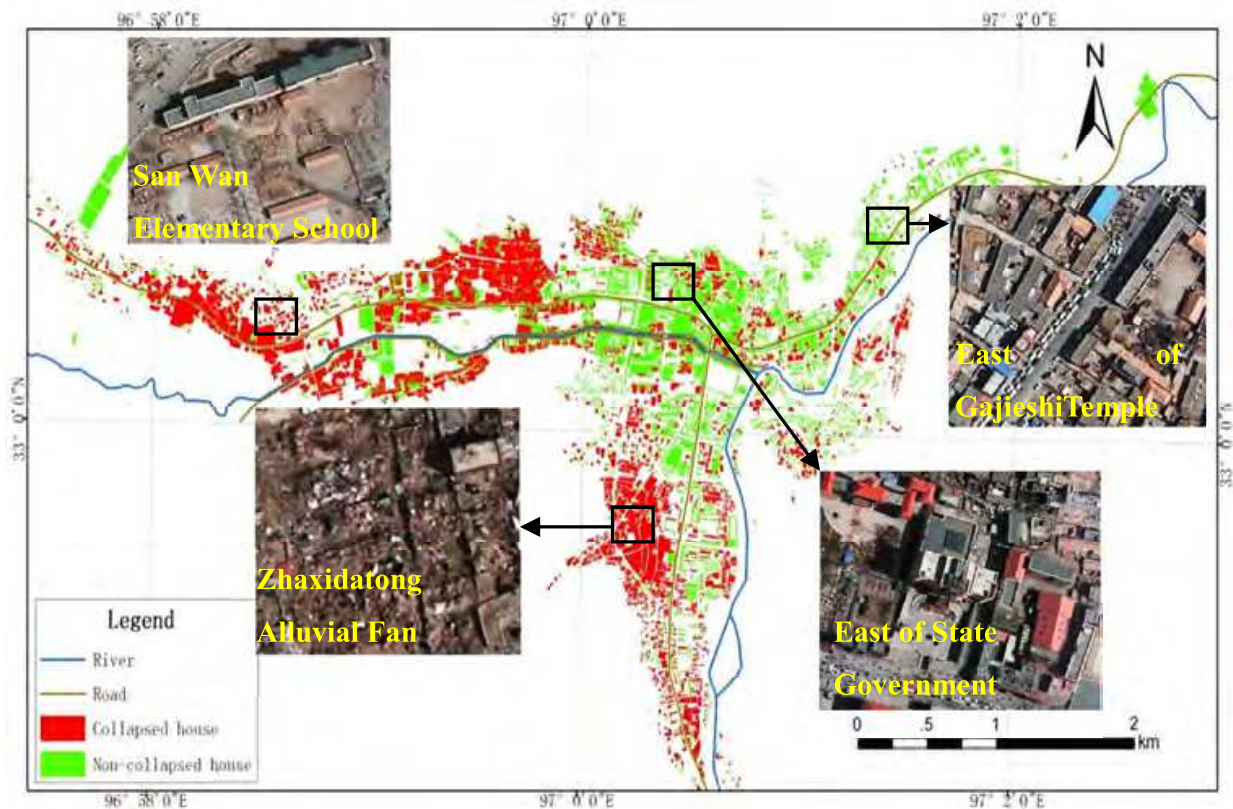 96° 58′ 0″E
97° 0′ 0″E
97° 2′ 0″E
N
San Wan
Elementary School
East of
GajieshiTemple
33° 0′ 0″N
33° 0′ 0″N
Zhaxidatong
Alluvial Fan
East of State
Government
Legend
River
Road
Collapsed house
Non-collapsed house
0 .5 1 2
km
96° 58′ 0″E
97° 0′ 0″E
97° 2′ 0″E